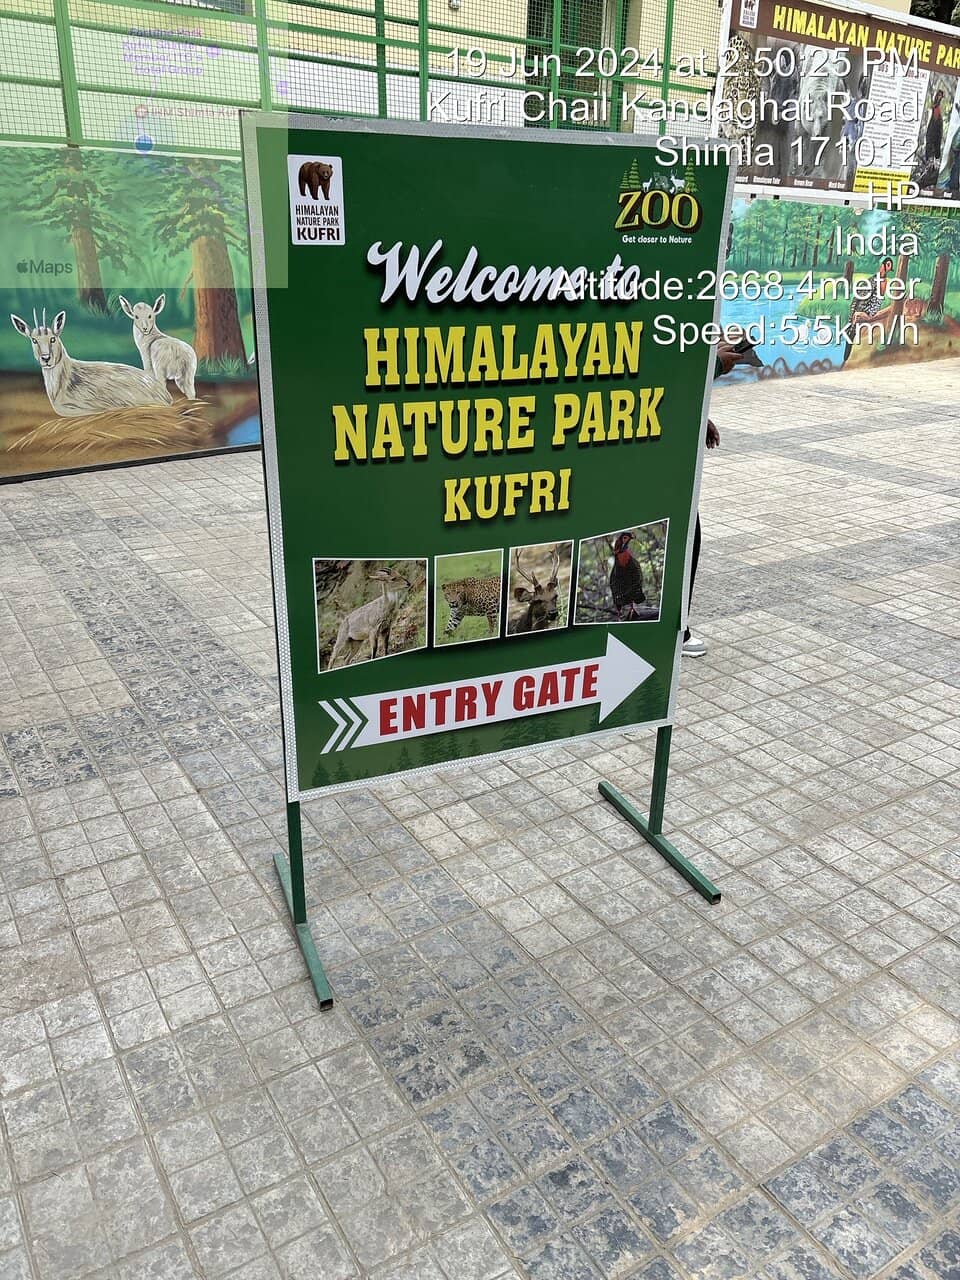 19 Jun 2024 at 2:50:25 PM
Kufri Chail Kandaghat Road
Shimla 171012
HP
India
Altitude:2668.4meter
Speed:5.5km/h
Maps
HIMALAYAN NATURE PAR
HIMALAYAN
NATURE PARK
KUFRI
ZOO
Get closer to Nature
Welcome to
HIMALAYAN
NATURE PARK
KUFRI
ENTRY GATE